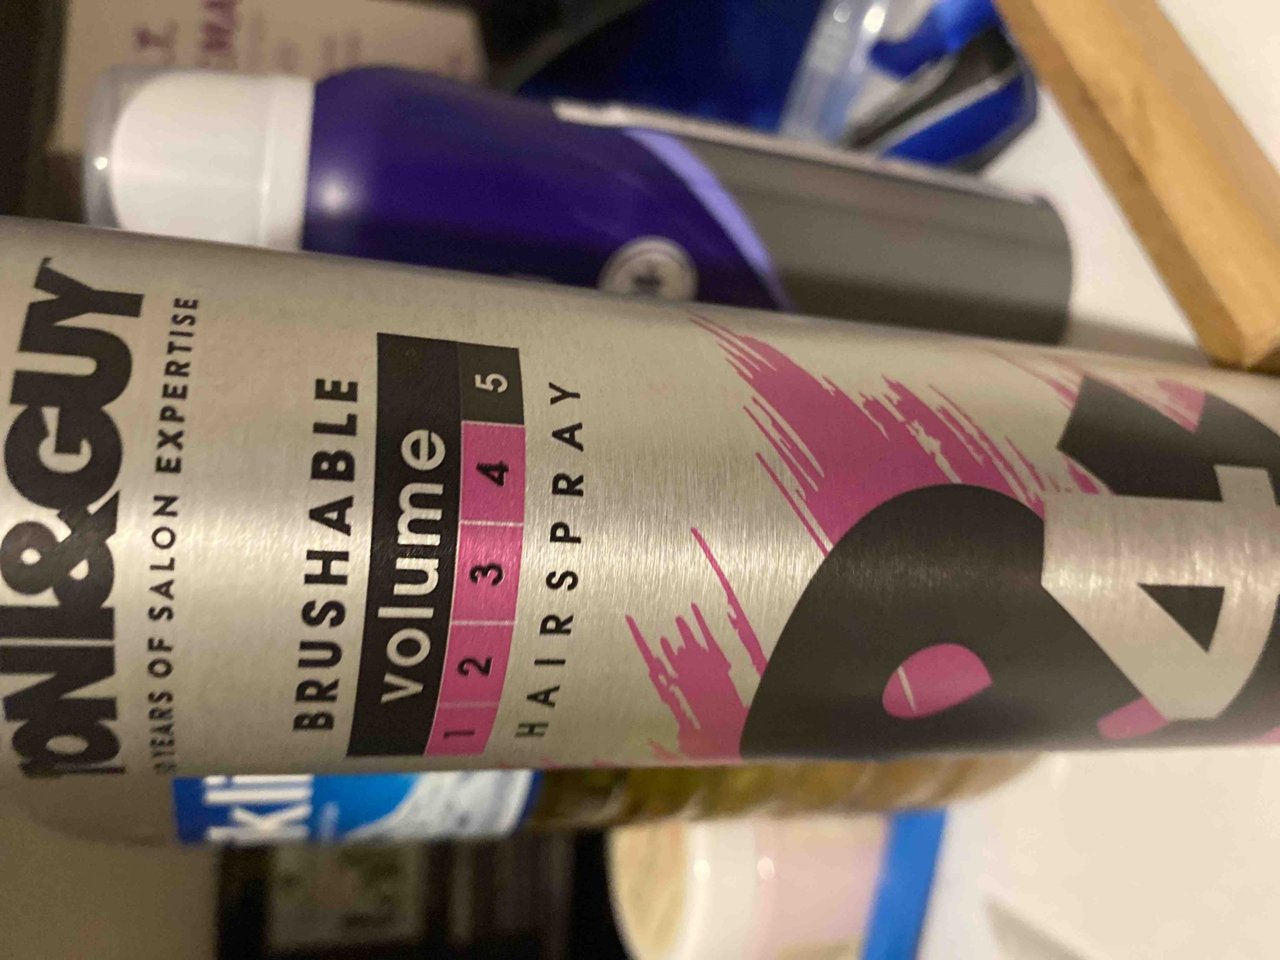 TONI&GUY
YEARS OF SALON EXPERTISE
BRUSHABLE
volume
1 2 3 4 5
HAIRSPRAY